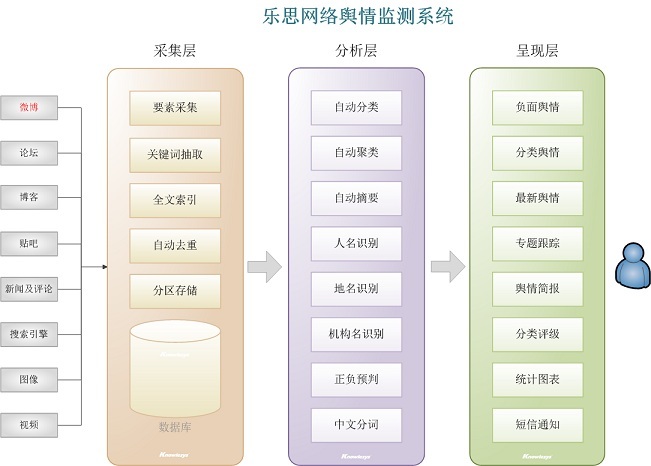 乐思网络舆情监测系统
采集层
分析层
呈现层
微博
论坛
博客
贴吧
新闻及评论
搜索引擎
图像
视频
要素采集
关键词抽取
全文索引
自动去重
分区存储
数据库
自动分类
自动聚类
自动摘要
人名识别
地名识别
机构名识别
正负预判
中文分词
负面舆情
分类舆情
最新舆情
专题跟踪
舆情简报
分类评级
统计图表
短信通知